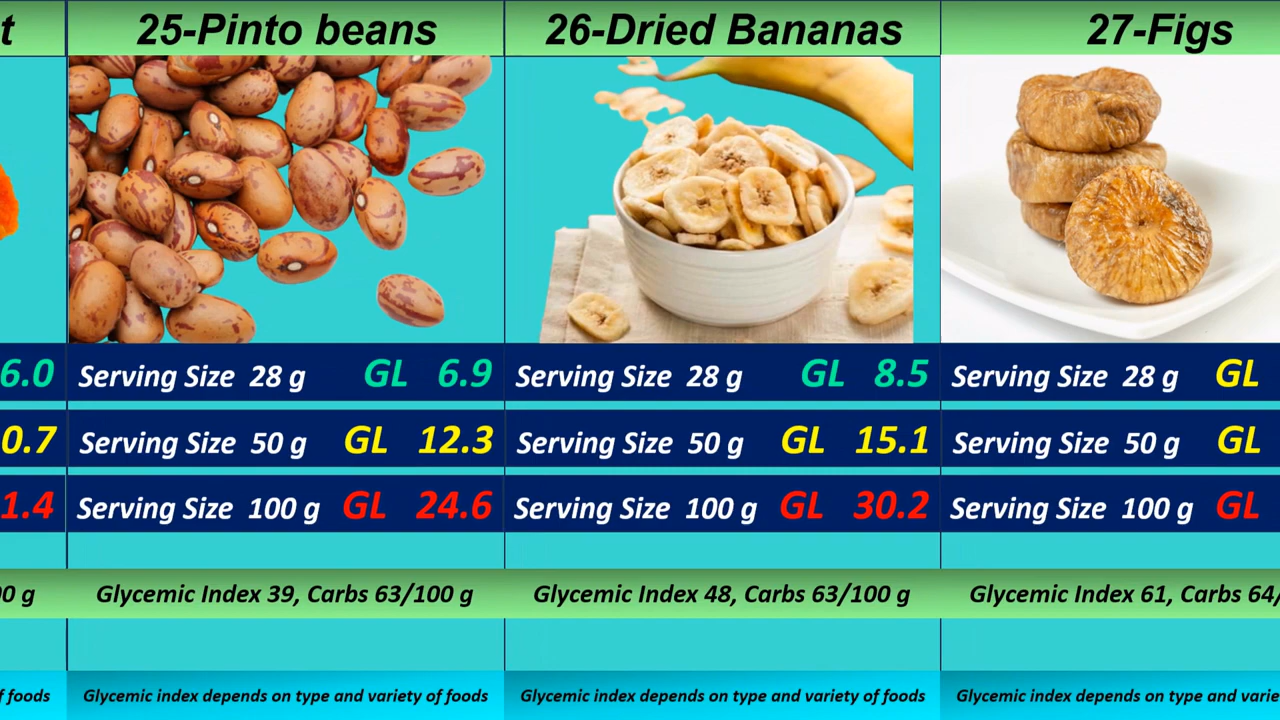 t
25-Pinto beans
26-Dried Bananas
27-Figs
6.0
Serving Size 28 g GL 6.9
Serving Size 28 g GL 8.5
Serving Size 28 g GL
0.7
Serving Size 50 g GL 12.3
Serving Size 50 g GL 15.1
Serving Size 50 g GL
1.4
Serving Size 100 g GL 24.6
Serving Size 100 g GL 30.2
Serving Size 100 g GL
0 g
Glycemic Index 39, Carbs 63/100 g
Glycemic Index 48, Carbs 63/100 g
Glycemic Index 61, Carbs 64/
f foods
Glycemic index depends on type and variety of foods
Glycemic index depends on type and variety of foods
Glycemic index depends on type and varie